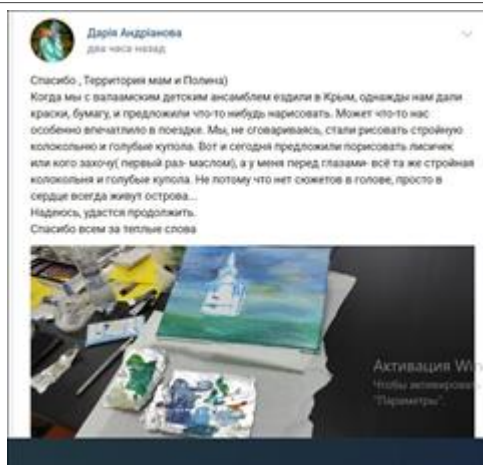 Дарія Андріанова
два часа назад
Спасибо , Территория мам и Полина)
Когда мы с валаамским детским ансамблем ездили в Крым, однажды нам дали
краски, бумагу, и предложили что-то нибудь нарисовать. Может что-то нас
особенно впечатлило в поездке. Мы, не сговариваясь, стали рисовать стройную
колокольню и голубые купола. Вот и сегодня предложили порисовать лисичек
или кого захочу( первый раз- маслом), а у меня перед глазами- всё та же стройная
колокольня и голубые купола. Не потому что нет сюжетов в голове, просто в
сердце всегда живут острова...
Надеюсь, удастся продолжить.
Спасибо всем за теплые слова
Активация Win
Чтобы активировать
"Параметры".